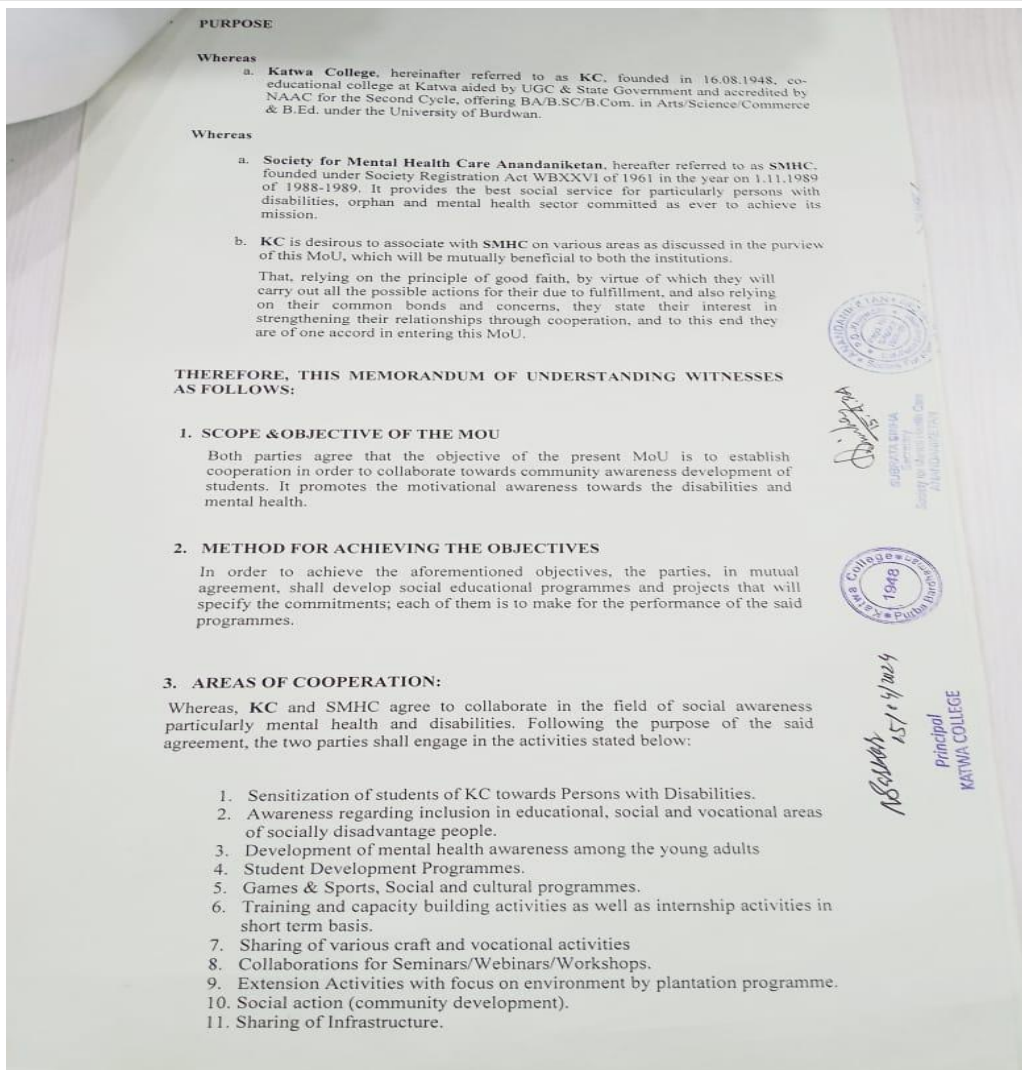 PURPOSE
Whereas
a. Katwa College, hereinafter referred to as KC, founded in 16.08.1948, co-
educational college at Katwa aided by UGC & State Government and accredited by
NAAC for the Second Cycle, offering BA/B.SC/B.Com. in Arts/Science/Commerce
& B.Ed. under the University of Burdwan.
Whereas
a. Society for Mental Health Care Anandaniketan, hereafter referred to as SMHC,
founded under Society Registration Act WBXXVI of 1961 in the year on 1.11.1989
of 1988-1989. It provides the best social service for particularly persons with
disabilities, orphan and mental health sector committed as ever to achieve its
mission.
b. KC is desirous to associate with SMHC on various areas as discussed in the purview
of this MoU, which will be mutually beneficial to both the institutions.
That, relying on the principle of good faith, by virtue of which they will
carry out all the possible actions for their due to fulfillment, and also relying
on their common bonds and concerns, they state their interest in
strengthening their relationships through cooperation, and to this end they
are of one accord in entering this MoU.
THEREFORE, THIS MEMORANDUM OF UNDERSTANDING WITNESSES
AS FOLLOWS:
1. SCOPE &OBJECTIVE OF THE MOU
Both parties agree that the objective of the present MoU is to establish
cooperation in order to collaborate towards community awareness development of
students. It promotes the motivational awareness towards the disabilities and
mental health.
2. METHOD FOR ACHIEVING THE OBJECTIVES
In order to achieve the aforementioned objectives, the parties, in mutual
agreement, shall develop social educational programmes and projects that will
specify the commitments; each of them is to make for the performance of the said
programmes.
3. AREAS OF COOPERATION:
Whereas, KC and SMHC agree to collaborate in the field of social awareness
particularly mental health and disabilities. Following the purpose of the said
agreement, the two parties shall engage in the activities stated below:
1. Sensitization of students of KC towards Persons with Disabilities.
2. Awareness regarding inclusion in educational, social and vocational areas
of socially disadvantage people.
3. Development of mental health awareness among the young adults
4. Student Development Programmes.
5. Games & Sports, Social and cultural programmes.
6. Training and capacity building activities as well as internship activities in
short term basis.
7. Sharing of various craft and vocational activities
8. Collaborations for Seminars/Webinars/Workshops.
9. Extension Activities with focus on environment by plantation programme.
10. Social action (community development).
11. Sharing of Infrastructure.
SUBRATA SINHA
Secretary
Society for Mental Health Care
ANANDANIKETAN
Katwa College
1948
Katwa
15/04/2024
Principal
KATWA COLLEGE